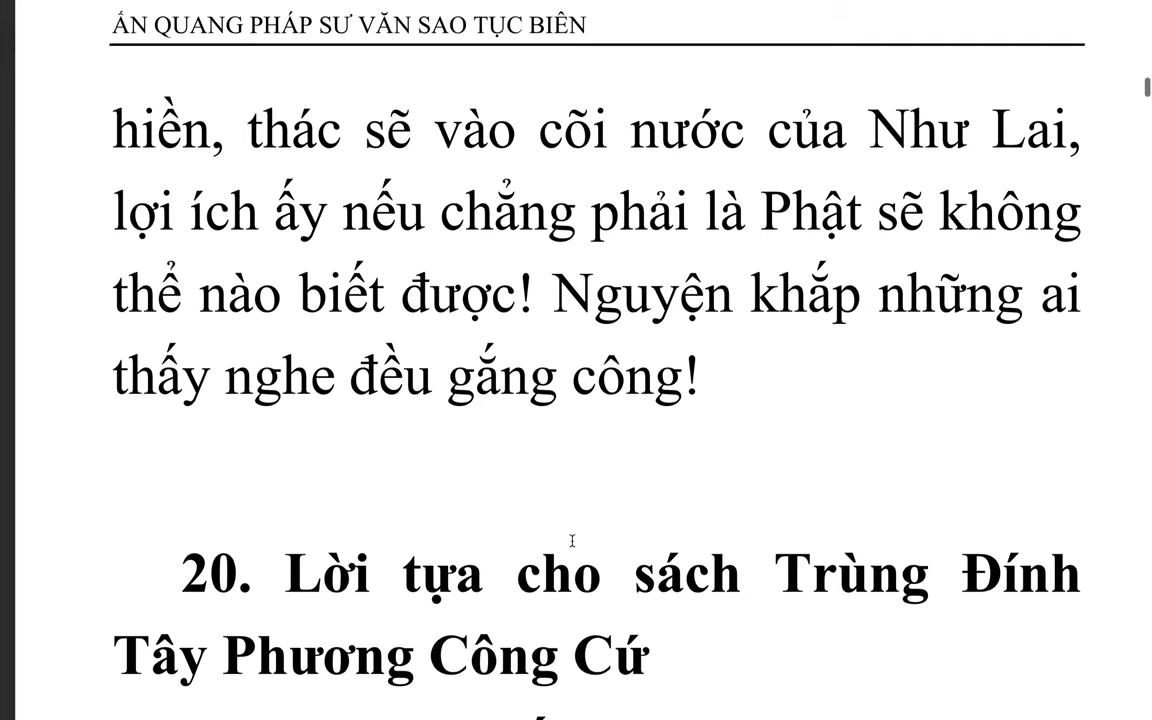 ẤN QUANG PHÁP SƯ VĂN SAO TỤC BIÊN
hiền, thác sẽ vào cõi nước của Như Lai,
lợi ích ấy nếu chẳng phải là Phật sẽ không
thể nào biết được! Nguyện khắp những ai
thấy nghe đều gắng công!
20. Lời tựa cho sách Trùng Đính
Tây Phương Công Cứ